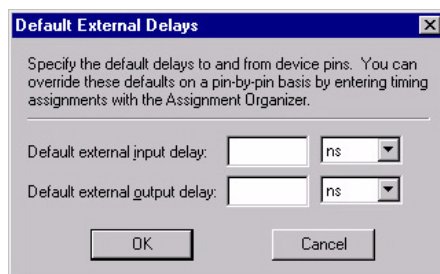 Default External Delays
Specify the default delays to and from device pins. You can
override these defaults on a pin-by-pin basis by entering timing
assignments with the Assignment Organizer.
Default external input delay: ns
Default external output delay: ns
OK Cancel